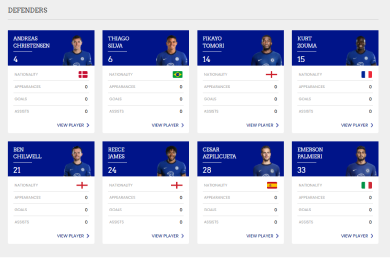 DEFENDERS
ANDREAS CHRISTENSEN
4
NATIONALITY
APPEARANCES 0
GOALS 0
ASSISTS 0
VIEW PLAYER >
THIAGO SILVA
6
NATIONALITY
APPEARANCES 0
GOALS 0
ASSISTS 0
VIEW PLAYER >
FIKAYO TOMORI
14
NATIONALITY
APPEARANCES 0
GOALS 0
ASSISTS 0
VIEW PLAYER >
KURT ZOUMA
15
NATIONALITY
APPEARANCES 0
GOALS 0
ASSISTS 0
VIEW PLAYER >
BEN CHILWELL
21
NATIONALITY
APPEARANCES 0
GOALS 0
ASSISTS 0
VIEW PLAYER >
REECE JAMES
24
NATIONALITY
APPEARANCES 0
GOALS 0
ASSISTS 0
VIEW PLAYER >
CESAR AZPILICUETA
28
NATIONALITY
APPEARANCES 0
GOALS 0
ASSISTS 0
VIEW PLAYER >
EMERSON PALMIERI
33
NATIONALITY
APPEARANCES 0
GOALS 0
ASSISTS 0
VIEW PLAYER >